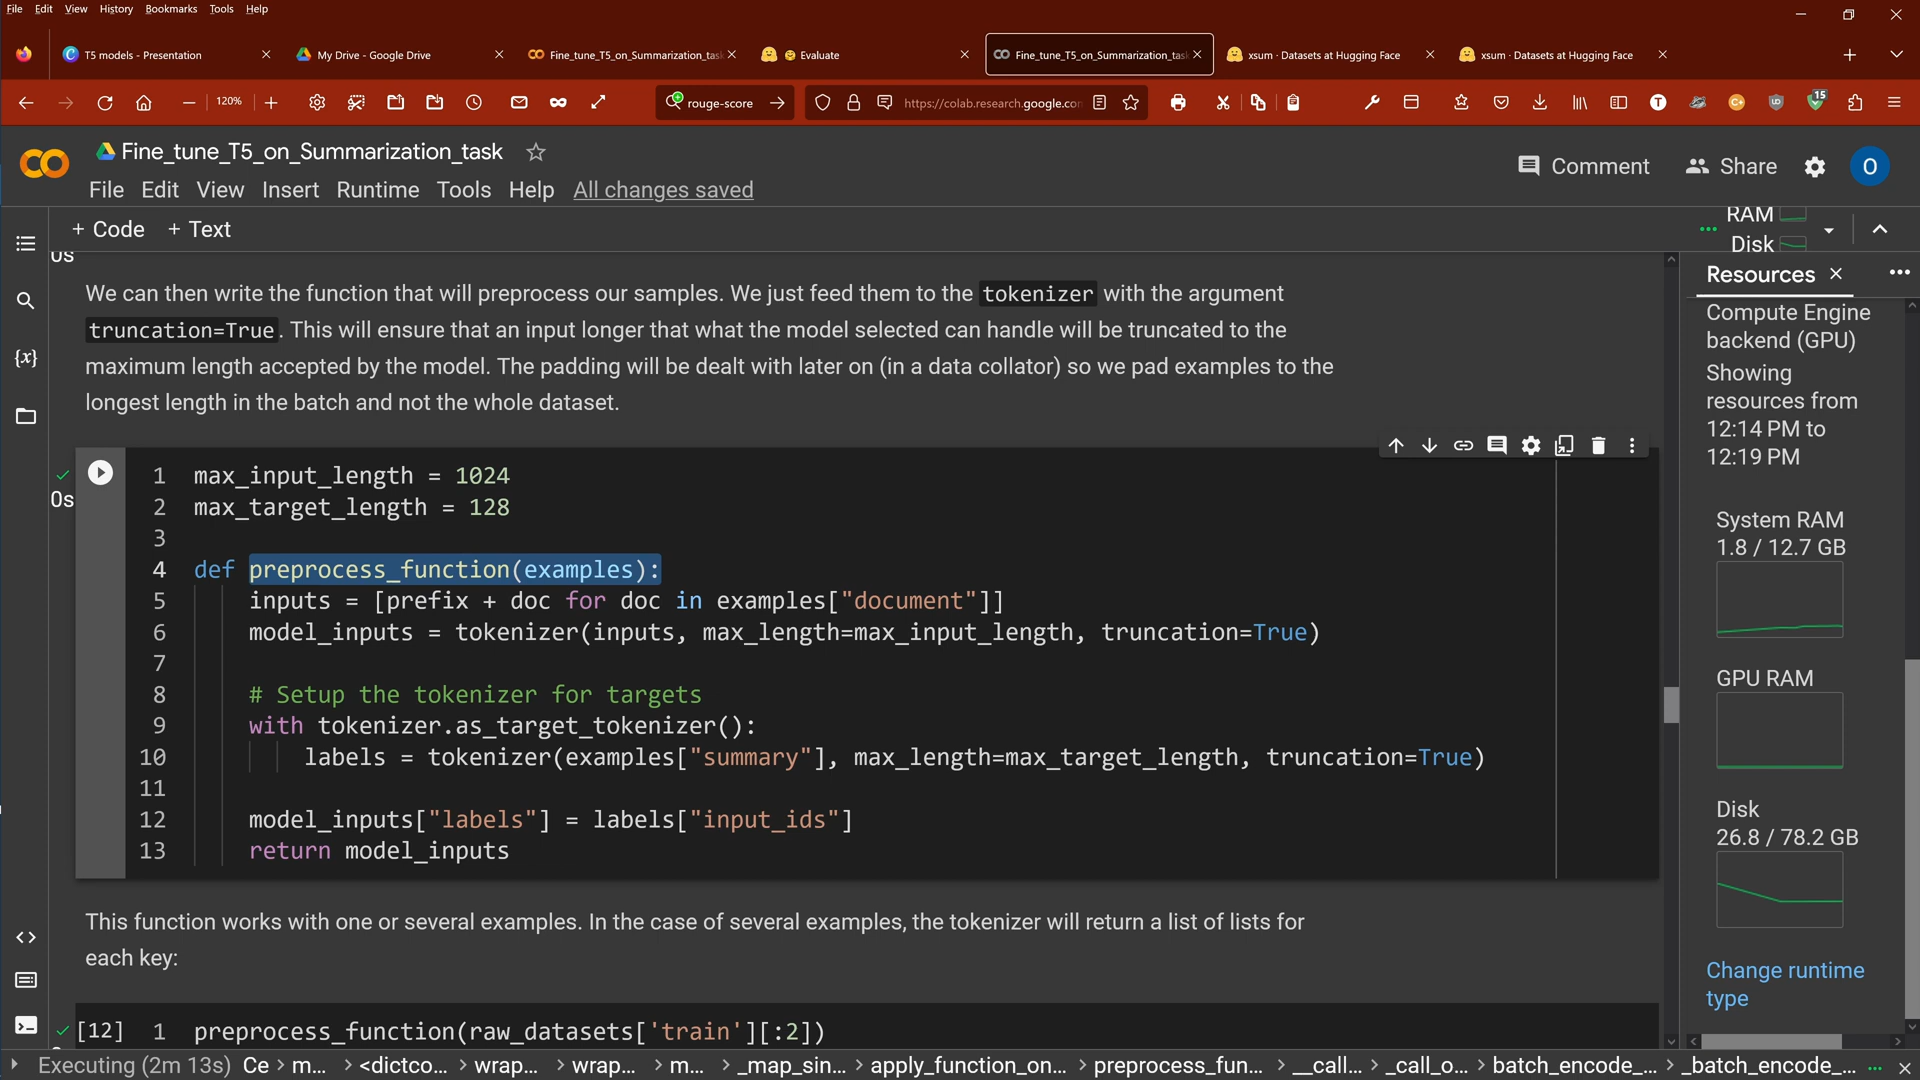 File Edit View History Bookmarks Tools Help
T5 models - Presentation
My Drive - Google Drive
Fine_tune_T5_on_Summarization_tas
Evaluate
Fine_tune_T5_on_Summarization_tas
xsum · Datasets at Hugging Face
xsum · Datasets at Hugging Face
120%
rouge-score
https://colab.research.google.co
15
Fine_tune_T5_on_Summarization_task
File Edit View Insert Runtime Tools Help All changes saved
Comment
Share
O
+ Code + Text
RAM
Disk
0s
We can then write the function that will preprocess our samples. We just feed them to the tokenizer with the argument
truncation=True. This will ensure that an input longer that what the model selected can handle will be truncated to the
maximum length accepted by the model. The padding will be dealt with later on (in a data collator) so we pad examples to the
longest length in the batch and not the whole dataset.
0s
1 max_input_length = 1024
2 max_target_length = 128
3
4 def preprocess_function(examples):
5 inputs = [prefix + doc for doc in examples["document"]]
6 model_inputs = tokenizer(inputs, max_length=max_input_length, truncation=True)
7
8 # Setup the tokenizer for targets
9 with tokenizer.as_target_tokenizer():
10 labels = tokenizer(examples["summary"], max_length=max_target_length, truncation=True)
11
12 model_inputs["labels"] = labels["input_ids"]
13 return model_inputs
This function works with one or several examples. In the case of several examples, the tokenizer will return a list of lists for
each key:
[12] 1 preprocess_function(raw_datasets['train'][:2])
Resources
Compute Engine
backend (GPU)
Showing
resources from
12:14 PM to
12:19 PM
System RAM
1.8 / 12.7 GB
GPU RAM
Disk
26.8 / 78.2 GB
Change runtime
type
Executing (2m 13s) Ce > m... > <dictco... > wrap... > wrap... > m... > _map_sin... > apply_function_on... > preprocess_fun... > __call... > _call_o... > batch_encode_... > _batch_encode_...